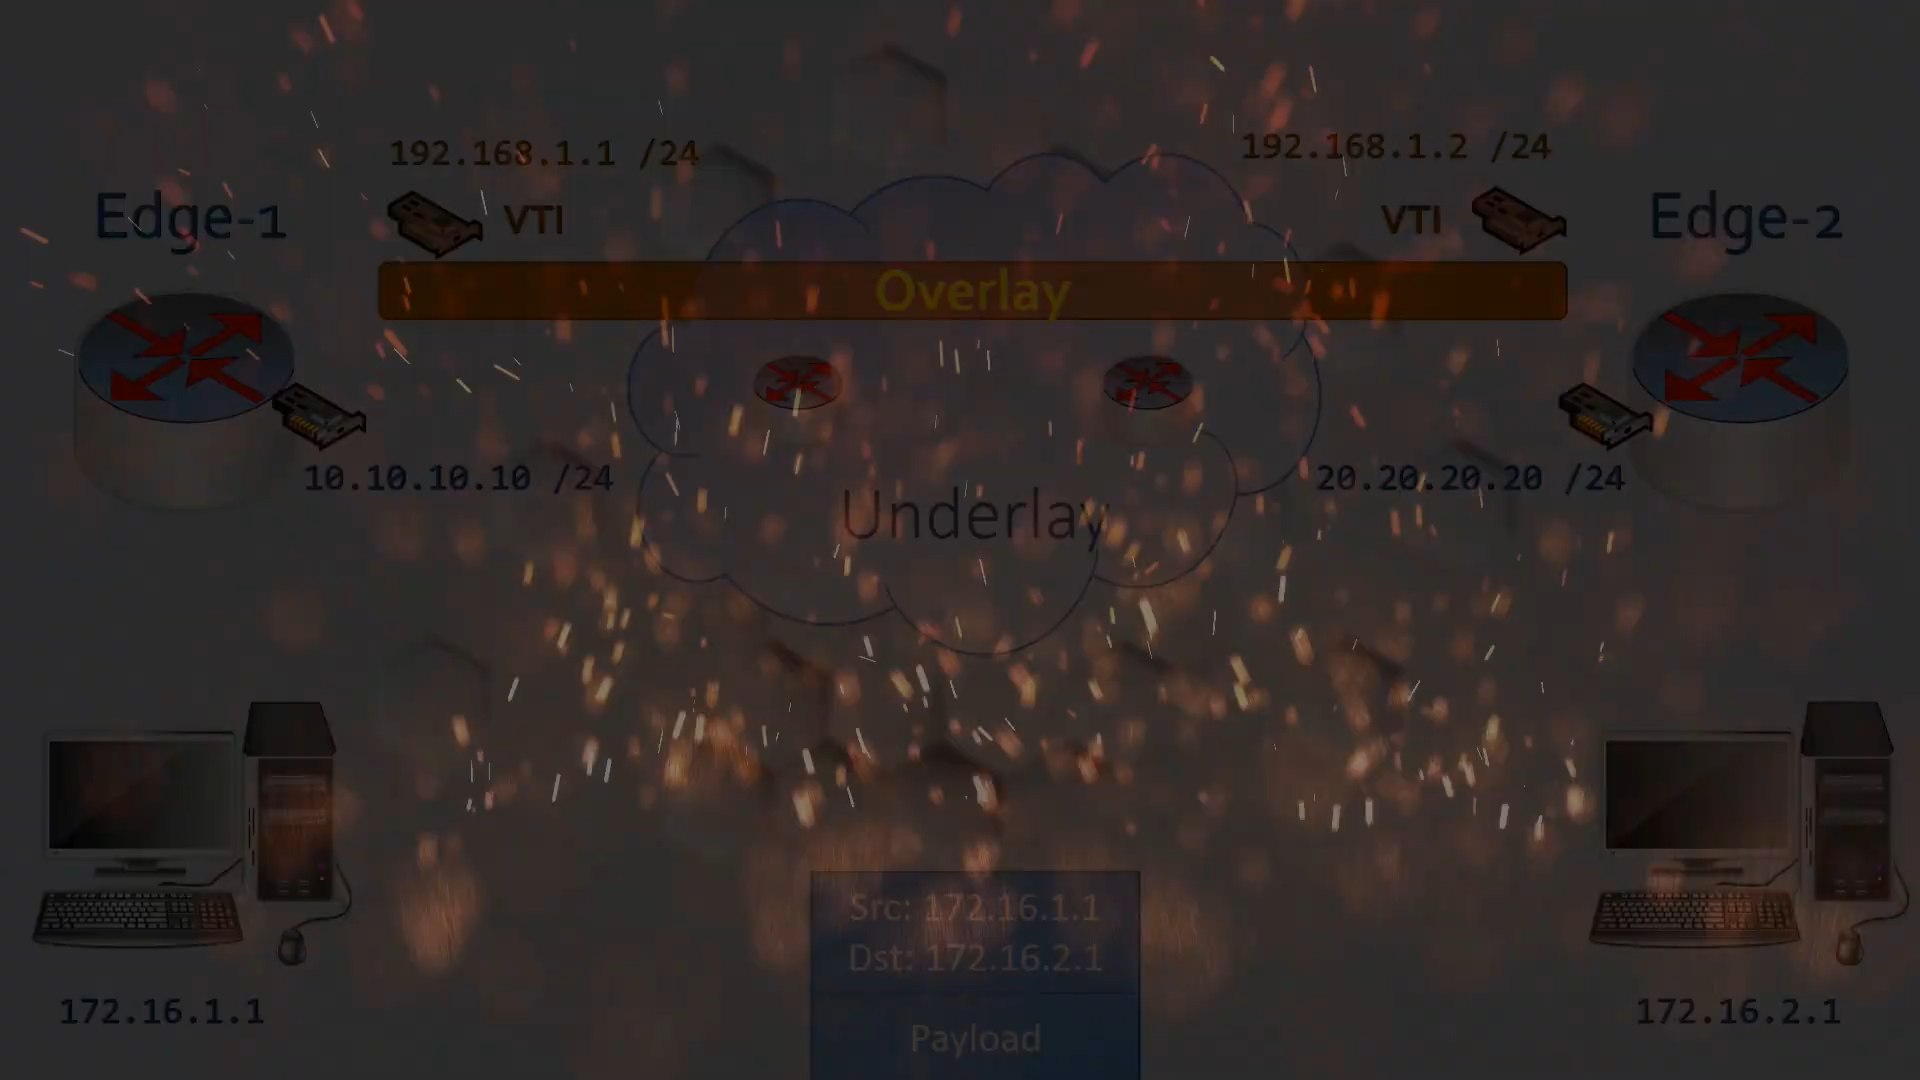 192.168.1.1 /24
192.168.1.2 /24
Edge-1
VTI
VTI
Edge-2
Overlay
10.10.10.10 /24
20.20.20.20 /24
Underlay
Src: 172.16.1.1
Dst: 172.16.2.1
172.16.1.1
172.16.2.1
Payload